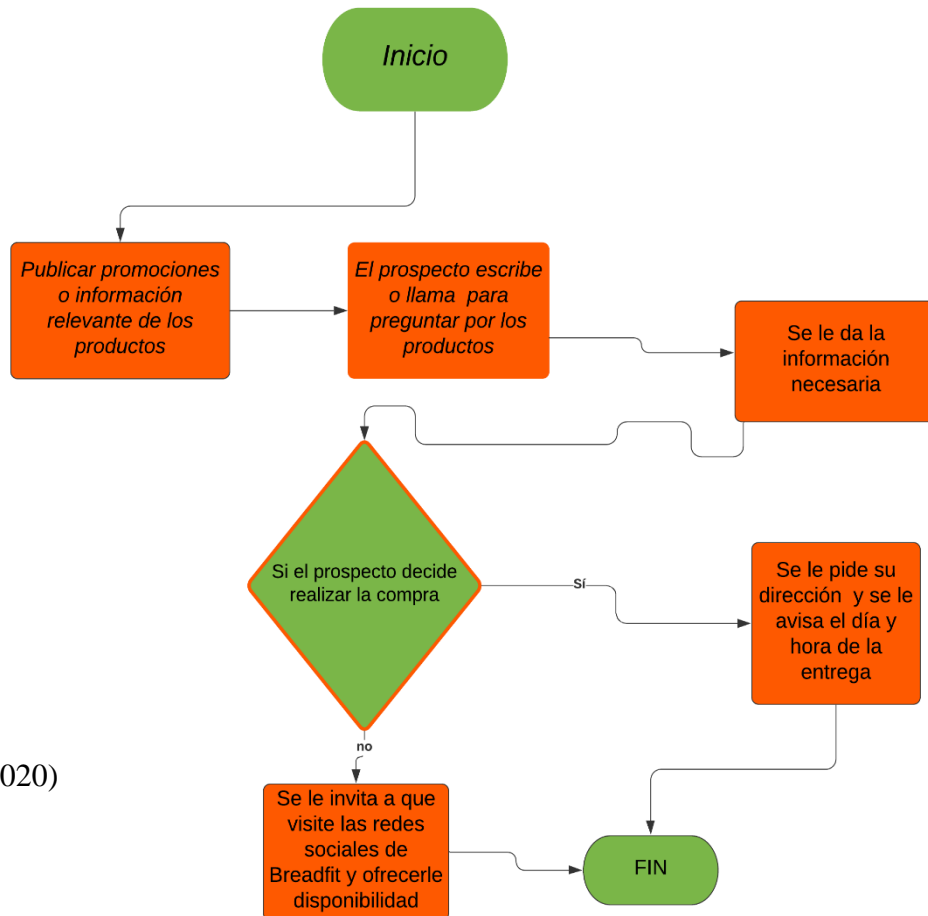 Inicio
Publicar promociones
o información
relevante de los
productos
El prospecto escribe
o llama para
preguntar por los
productos
Se le da la
información
necesaria
Si el prospecto decide
realizar la compra
Sí
Se le pide su
dirección y se le
avisa el día y
hora de la
entrega
no
020)
Se le invita a que
visite las redes
sociales de
Breadfit y ofrecerle
disponibilidad
FIN